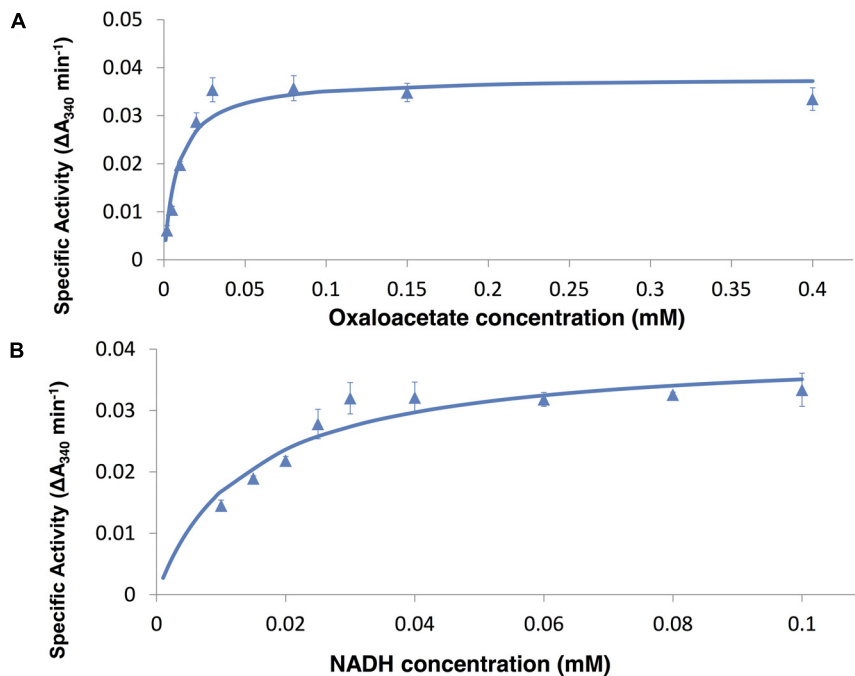 A
Specific Activity (ΔA340 min-1)
0.05
0.04
0.03
0.02
0.01
0
0 0.05 0.1 0.15 0.2 0.25 0.3 0.35 0.4
Oxaloacetate concentration (mM)
B
Specific Activity (ΔA340 min-1)
0.04
0.03
0.02
0.01
0
0 0.02 0.04 0.06 0.08 0.1
NADH concentration (mM)